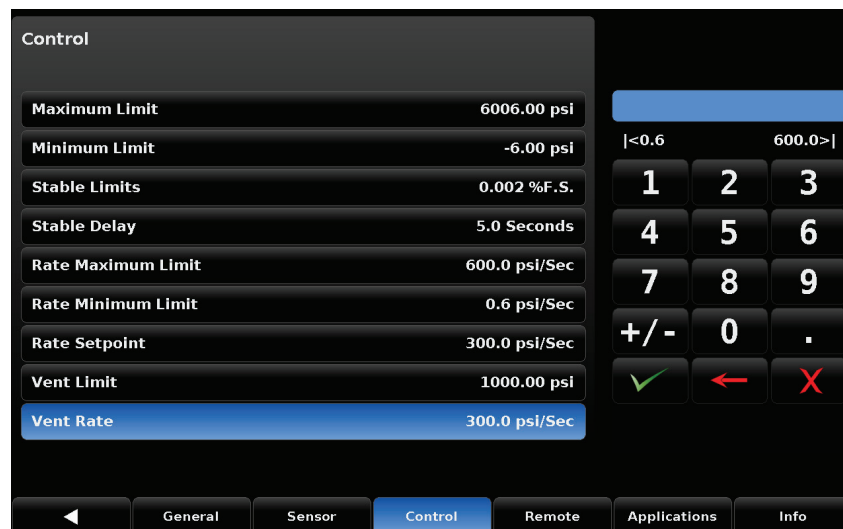 Control
Maximum Limit 6006.00 psi
Minimum Limit -6.00 psi
Stable Limits 0.002 %F.S.
Stable Delay 5.0 Seconds
Rate Maximum Limit 600.0 psi/Sec
Rate Minimum Limit 0.6 psi/Sec
Rate Setpoint 300.0 psi/Sec
Vent Limit 1000.00 psi
Vent Rate 300.0 psi/Sec
|<0.6 600.0>|
1 2 3
4 5 6
7 8 9
+/- 0 .
General Sensor Control Remote Applications Info